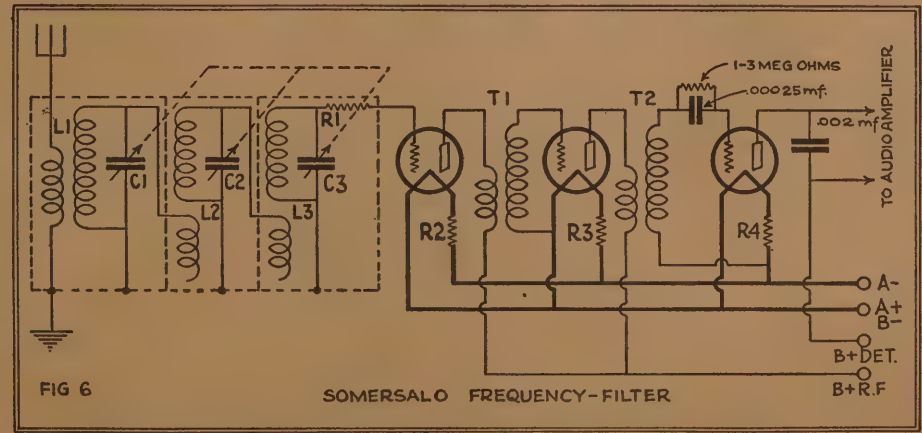 1-3 MEG OHMS
.00025 mf.
.002 mf
TO AUDIO AMPLIFIER
L1
C1
C2
L2
R1
C3
L3
T1
T2
R2
R3
R4
A-
A+
B-
B+DET.
B+R.F
FIG 6
SOMERSALO FREQUENCY-FILTER